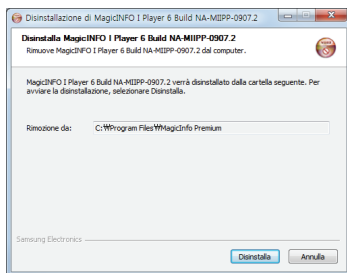 Disinstallazione di MagicINFO I Player 6 Build NA-MIIPP-0907.2
Disinstalla MagicINFO I Player 6 Build NA-MIIPP-0907.2
Rimuove MagicINFO I Player 6 Build NA-MIIPP-0907.2 dal computer.
MagicINFO I Player 6 Build NA-MIIPP-0907.2 verrà disinstallato dalla cartella seguente. Per
avviare la disinstallazione, selezionare Disinstalla.
Rimozione da: C:₩Program Files₩MagicInfo Premium
Samsung Electronics
Disinstalla Annulla